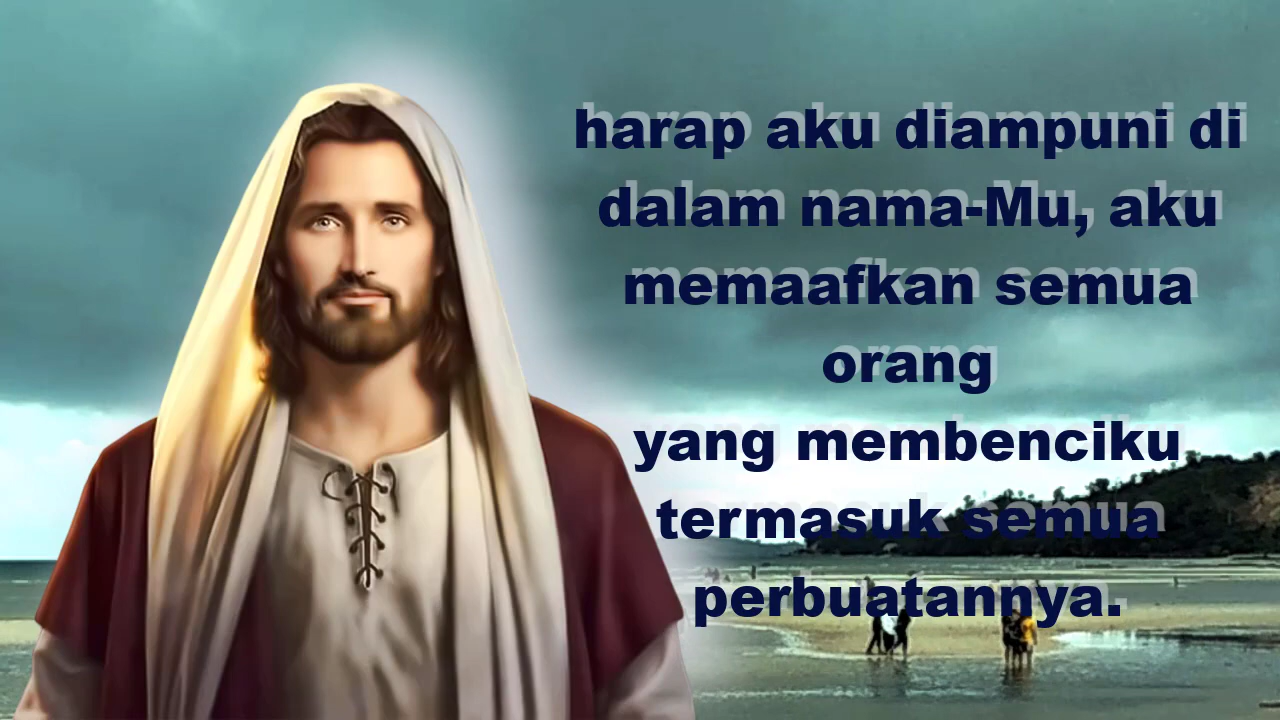 harap aku diampuni di
dalam nama-Mu, aku
memaafkan semua
orang
yang membenciku
termasuk semua
perbuatannya.